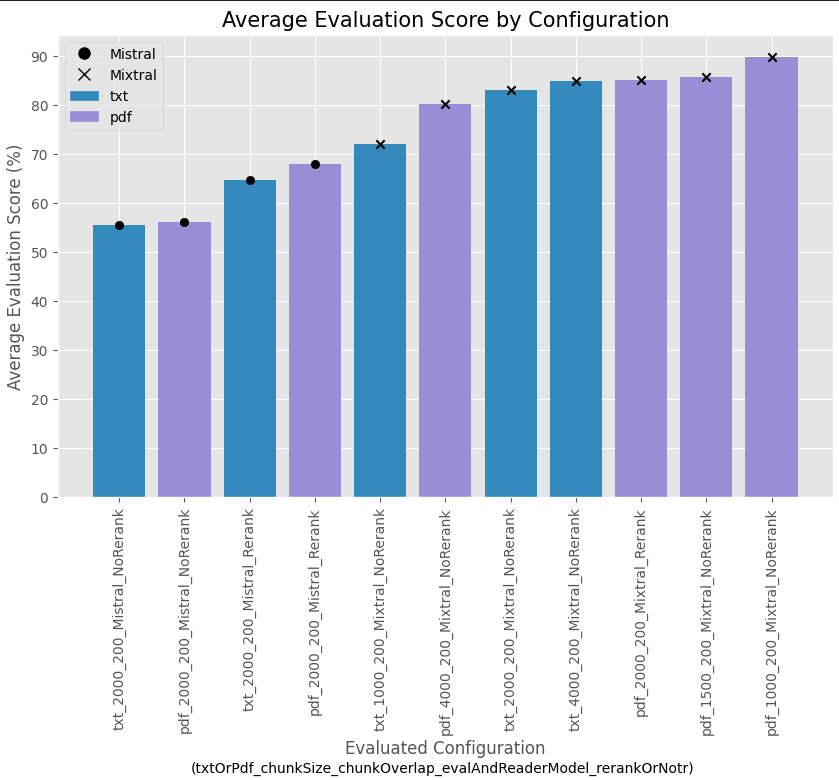 Average Evaluation Score by Configuration
Mistral
Mixtral
txt
pdf
Average Evaluation Score (%)
90
80
70
60
50
40
30
20
10
0
txt_2000_200_Mistral_NoRerank
pdf_2000_200_Mistral_NoRerank
txt_2000_200_Mistral_Rerank
pdf_2000_200_Mistral_Rerank
txt_1000_200_Mixtral_NoRerank
pdf_4000_200_Mixtral_NoRerank
txt_2000_200_Mixtral_NoRerank
txt_4000_200_Mixtral_NoRerank
pdf_2000_200_Mixtral_Rerank
pdf_1500_200_Mixtral_NoRerank
pdf_1000_200_Mixtral_NoRerank
Evaluated Configuration
(txtOrPdf_chunkSize_chunkOverlap_evalAndReaderModel_rerankOrNotr)